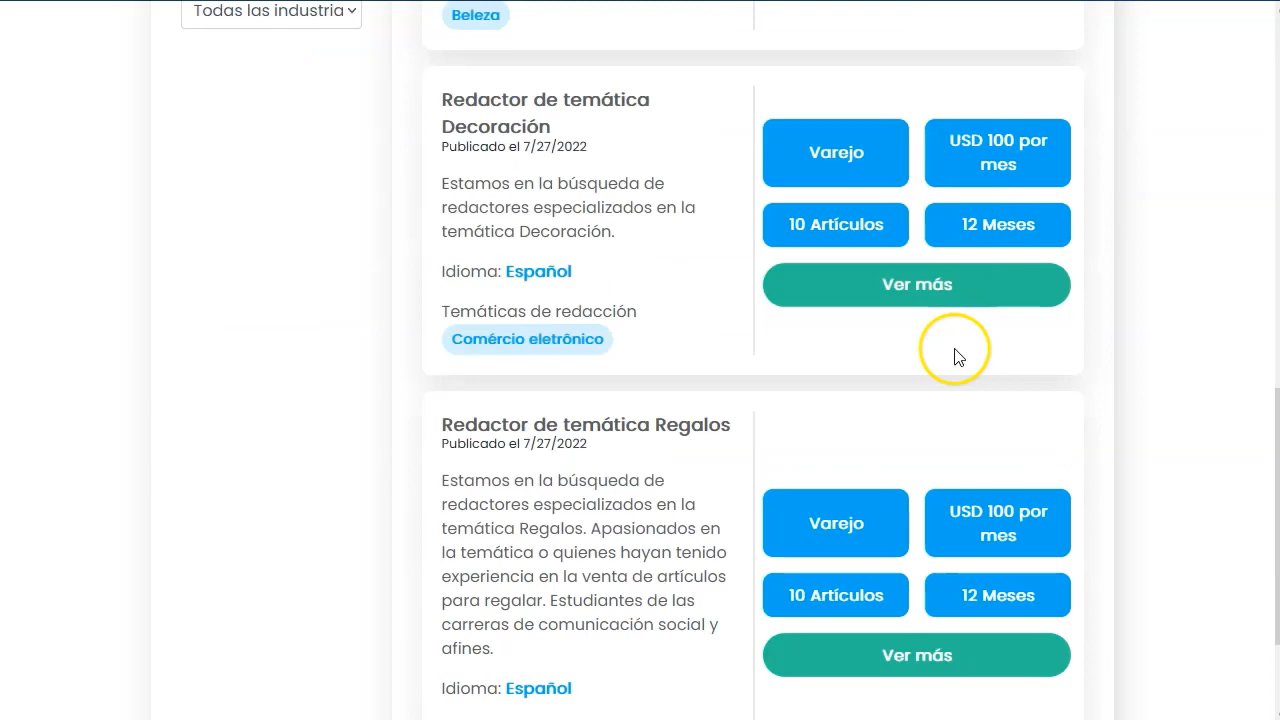 Todas las industria
Beleza
Redactor de temática
Decoración
Publicado el 7/27/2022
Estamos en la búsqueda de
redactores especializados en la
temática Decoración.
Idioma: Español
Temáticas de redacción
Comércio eletrônico
Varejo
USD 100 por
mes
10 Artículos
12 Meses
Ver más
Redactor de temática Regalos
Publicado el 7/27/2022
Estamos en la búsqueda de
redactores especializados en la
temática Regalos. Apasionados en
la temática o quienes hayan tenido
experiencia en la venta de artículos
para regalar. Estudiantes de las
carreras de comunicación social y
afines.
Idioma: Español
Varejo
USD 100 por
mes
10 Artículos
12 Meses
Ver más